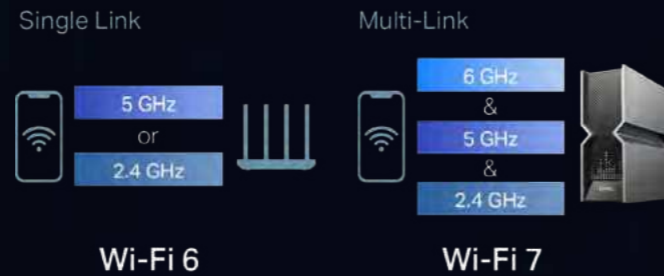 Single Link
5 GHz
or
2.4 GHz
Wi-Fi 6
Multi-Link
6 GHz
&
5 GHz
&
2.4 GHz
Wi-Fi 7